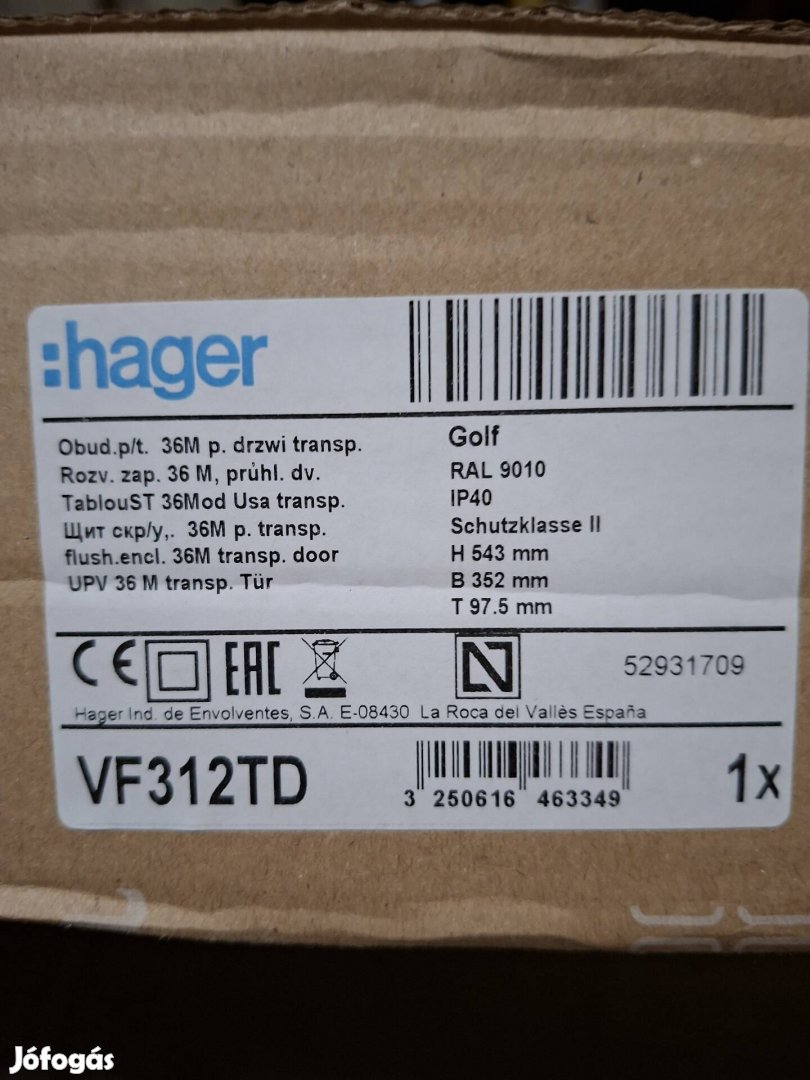 :hager
Obud.p/t. 36M p. drzwi transp.
Rozv. zap. 36 M, průhl. dv.
TablouST 36Mod Usa transp.
Щит скр/у,. 36M p. transp.
flush.encl. 36M transp. door
UPV 36 M transp. Tür
Golf
RAL 9010
IP40
Schutzklasse II
H 543 mm
B 352 mm
T 97.5 mm
CE
EAC
N
52931709
Hager Ind. de Envolventes, S.A. E-08430 La Roca del Vallès España
VF312TD
3 250616 463349
1x
Jófogás